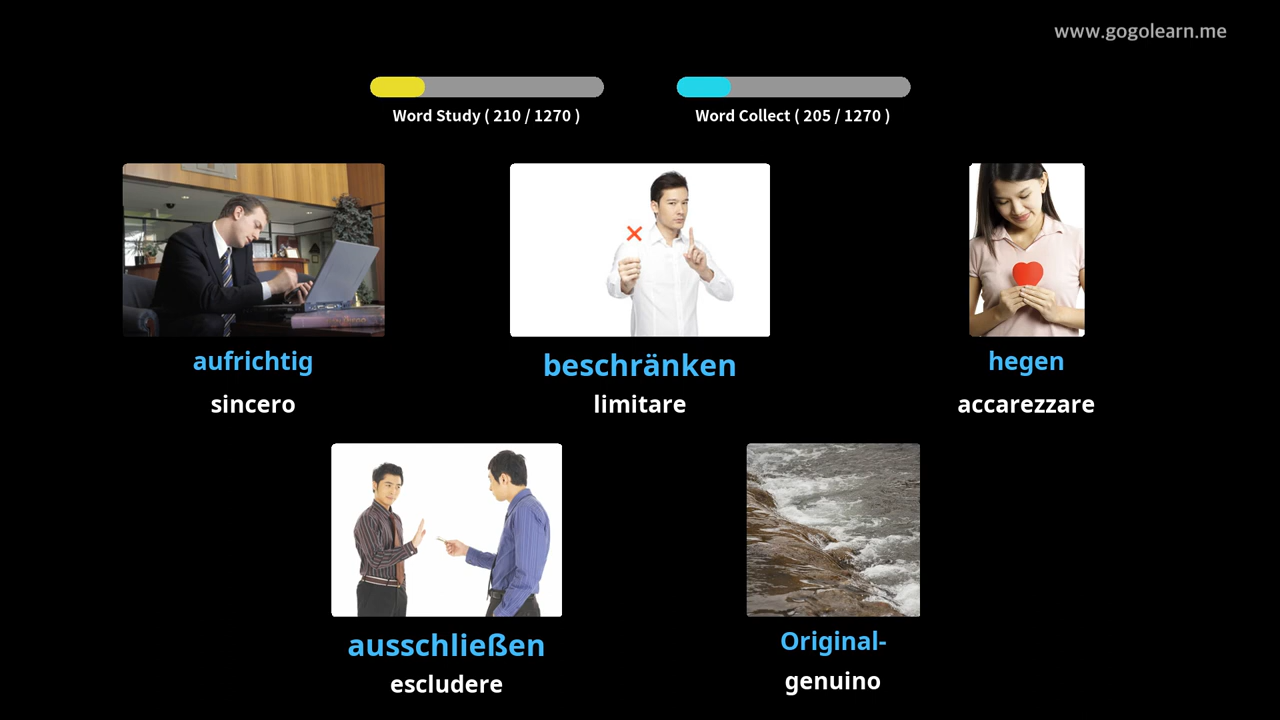 www.gogolearn.me
Word Study ( 210 / 1270 )
Word Collect ( 205 / 1270 )
aufrichtig
sincero
beschränken
limitare
hegen
accarezzare
ausschließen
escludere
Original-
genuino